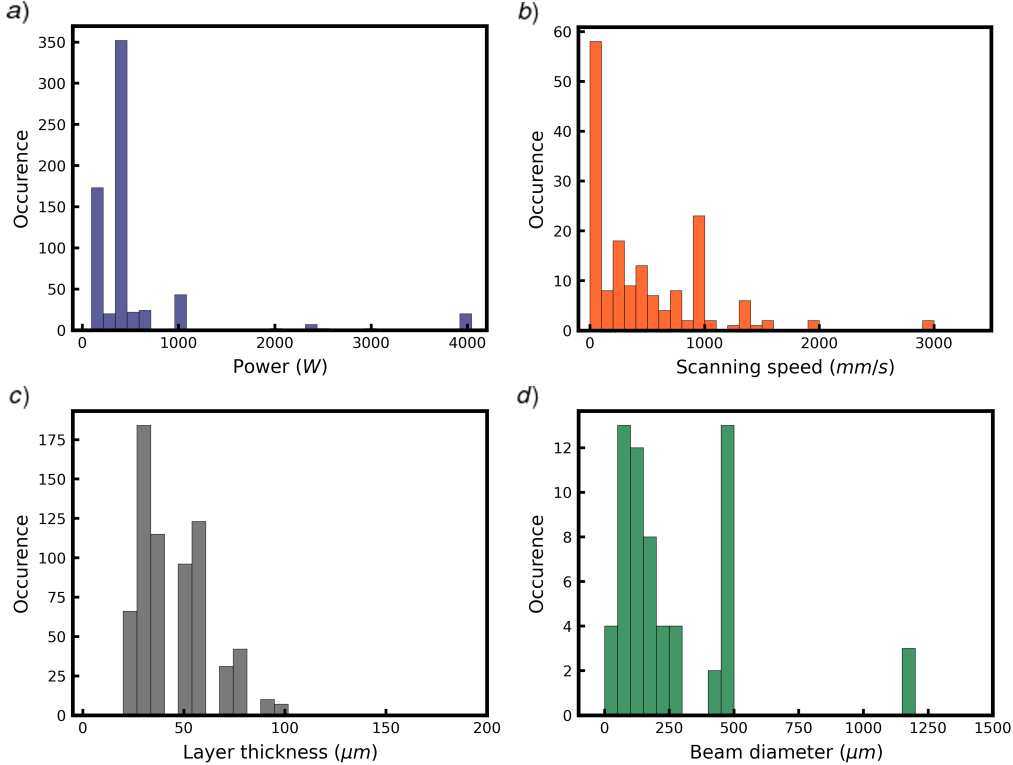 a)
350
300
250
200
150
100
50
0
Occurence
0 1000 2000 3000 4000
Power (W)
b)
60
50
40
30
20
10
0
Occurence
0 1000 2000 3000
Scanning speed (mm/s)
c)
175
150
125
100
75
50
25
0
Occurence
0 50 100 150 200
Layer thickness (μm)
d)
12
10
8
6
4
2
0
Occurence
0 250 500 750 1000 1250 1500
Beam diameter (μm)